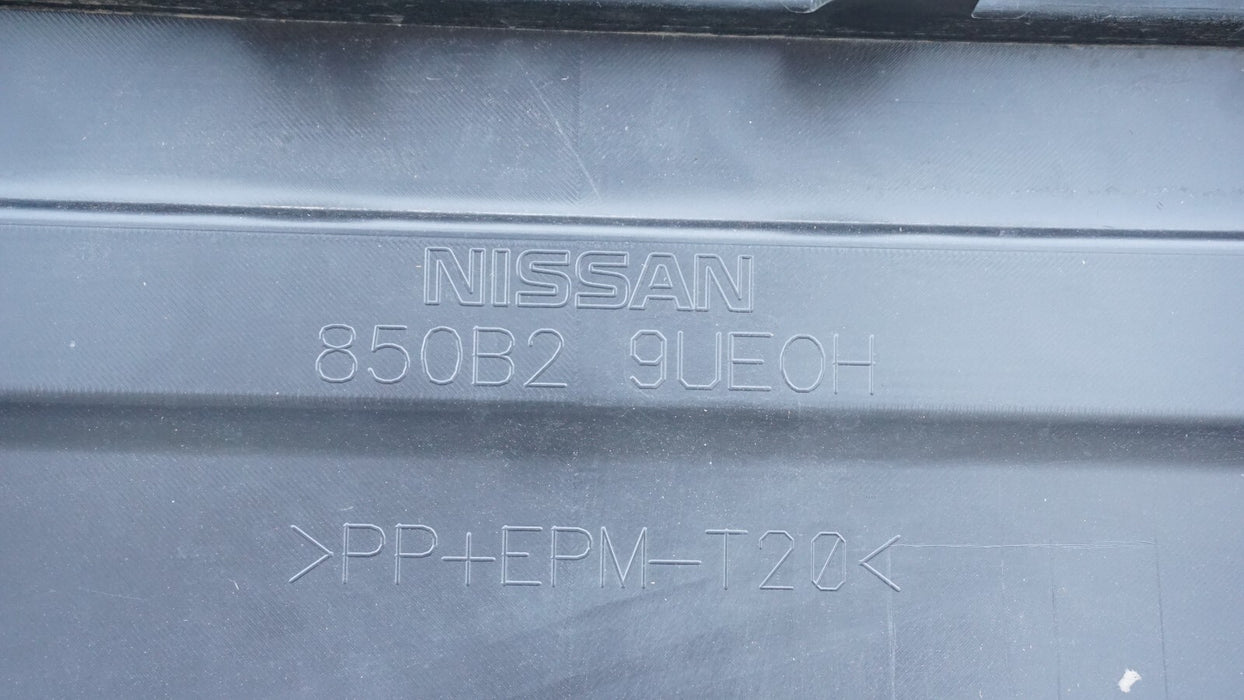 NISSAN
850B2 9UE0H
>PP+EPM-T20<